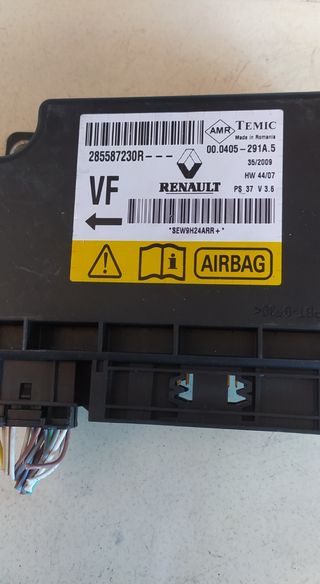 AMR TEMIC
Made in Romania
285587230R--- 00.0405-291A.5
35/2009
VF RENAULT HW 44/07
PS 37 V 3.6
*SEW9H24ARR+*
i AIRBAG